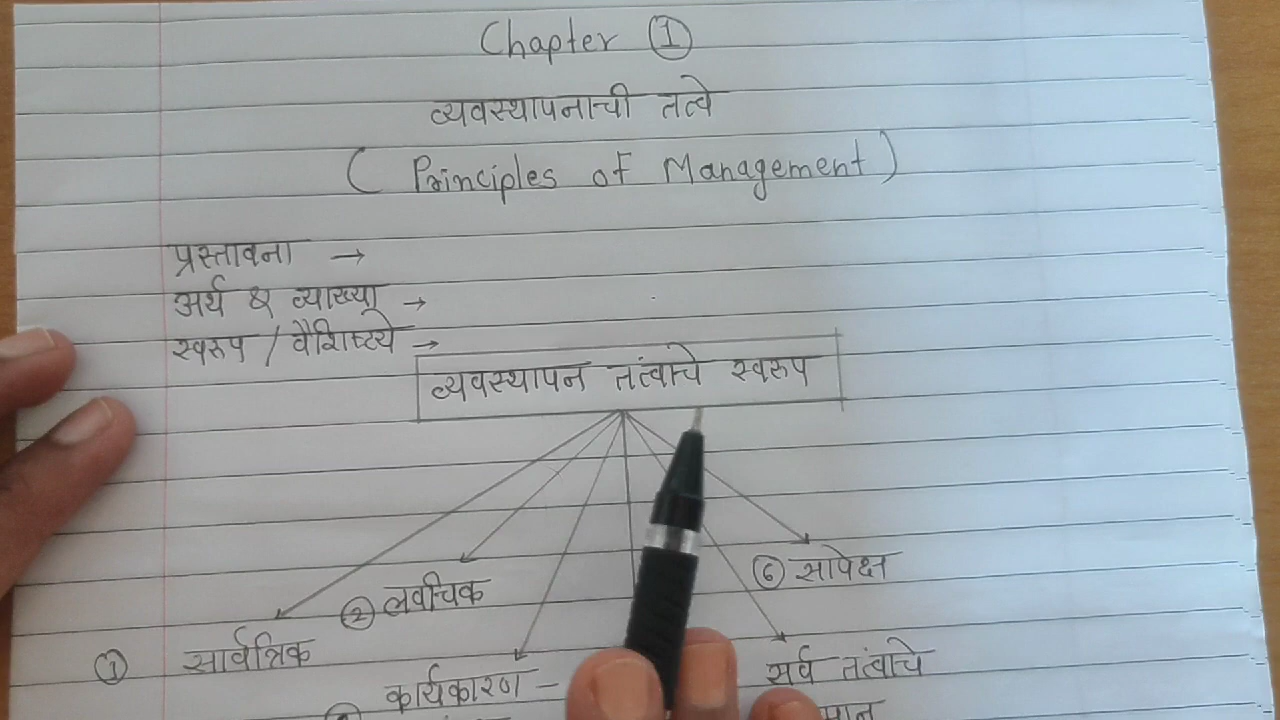 Chapter ①
व्यवस्थापनाची तत्वे
( Principles of Management )
प्रस्तावना →
अर्थ & व्याख्या →
स्वरूप / वैशिष्ट्ये →
व्यवस्थापन तत्वांचे स्वरूप
⑥ सापेक्ष
② लवचिक
① सार्वत्रिक
सर्व तत्वांचे
कार्यकारण –